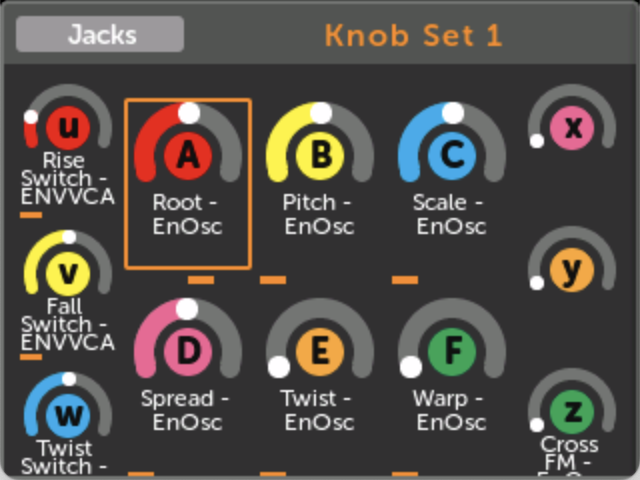 Jacks
Knob Set 1
u
Rise
Switch -
ENVVCA
A
Root -
EnOsc
B
Pitch -
EnOsc
C
Scale -
EnOsc
x
v
Fall
Switch -
ENVVCA
y
D
Spread -
EnOsc
E
Twist -
EnOsc
F
Warp -
EnOsc
w
Twist
Switch -
z
Cross
FM -